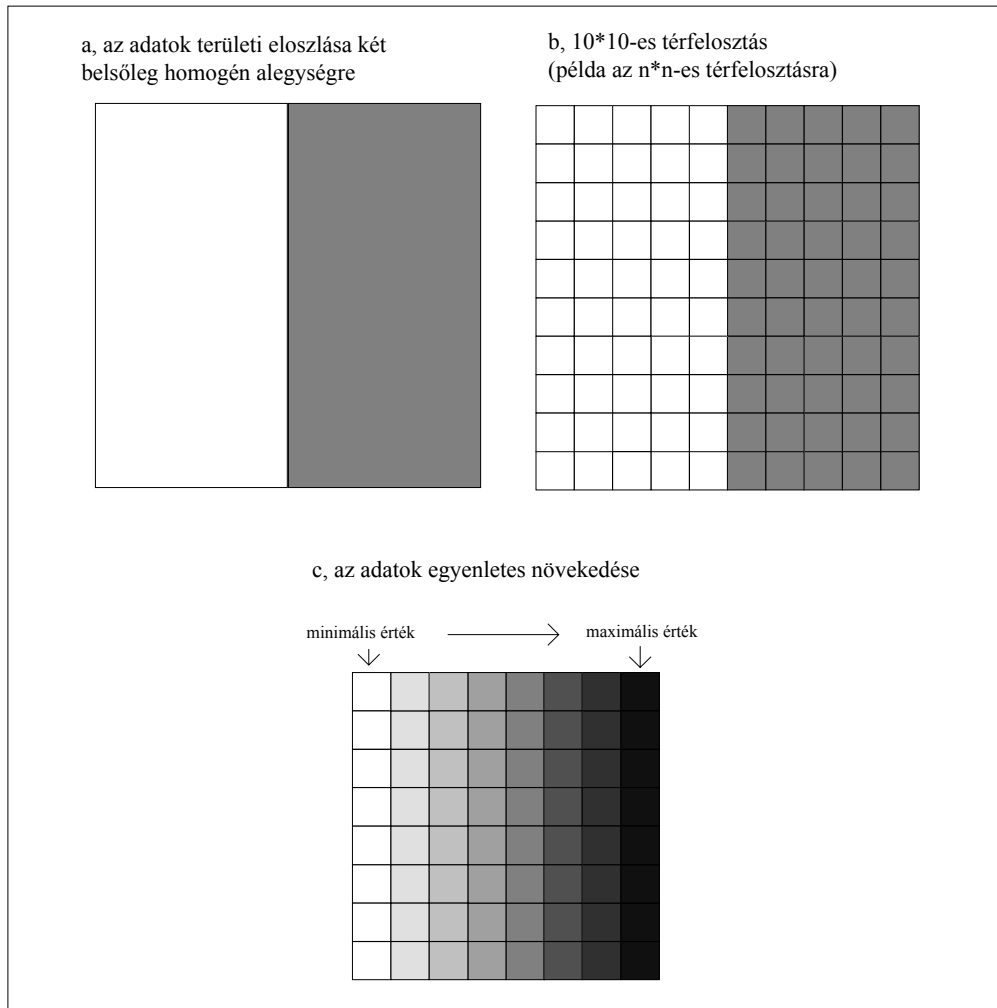 a, az adatok területi eloszlása két
belsőleg homogén alegységre
b, 10*10-es térfelosztás
(példa az n*n-es térfelosztásra)
c, az adatok egyenletes növekedése
minimális érték
maximális érték